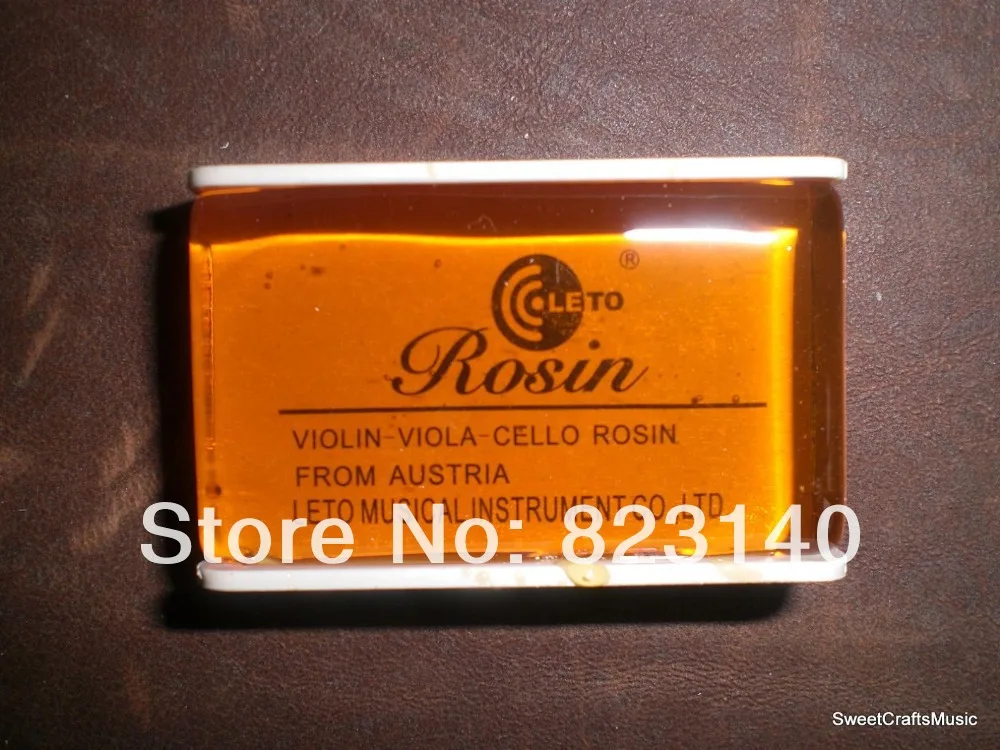 LETO ®
Rosin
VIOLIN-VIOLA-CELLO ROSIN
FROM AUSTRIA
LETO MUSICAL INSTRUMENT CO.,LTD
Store No: 823140
SweetCraftsMusic